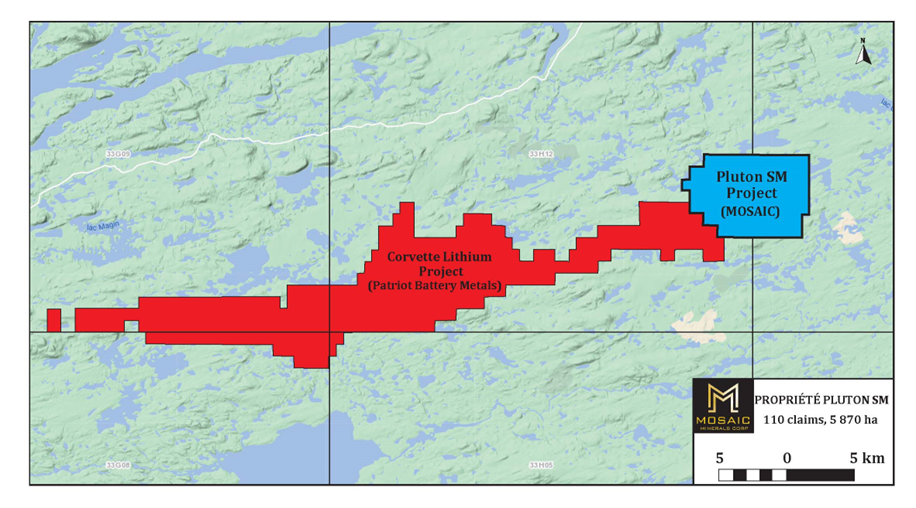 N
33G09
33H12
lac Magin
Pluton SM
Project
(MOSAIC)
Corvette Lithium
Project
(Patriot Battery Metals)
33G08
33H05
MOSAIC
MINERALS CORP
PROPRIÉTÉ PLUTON SM
110 claims, 5 870 ha
5 0 5 km